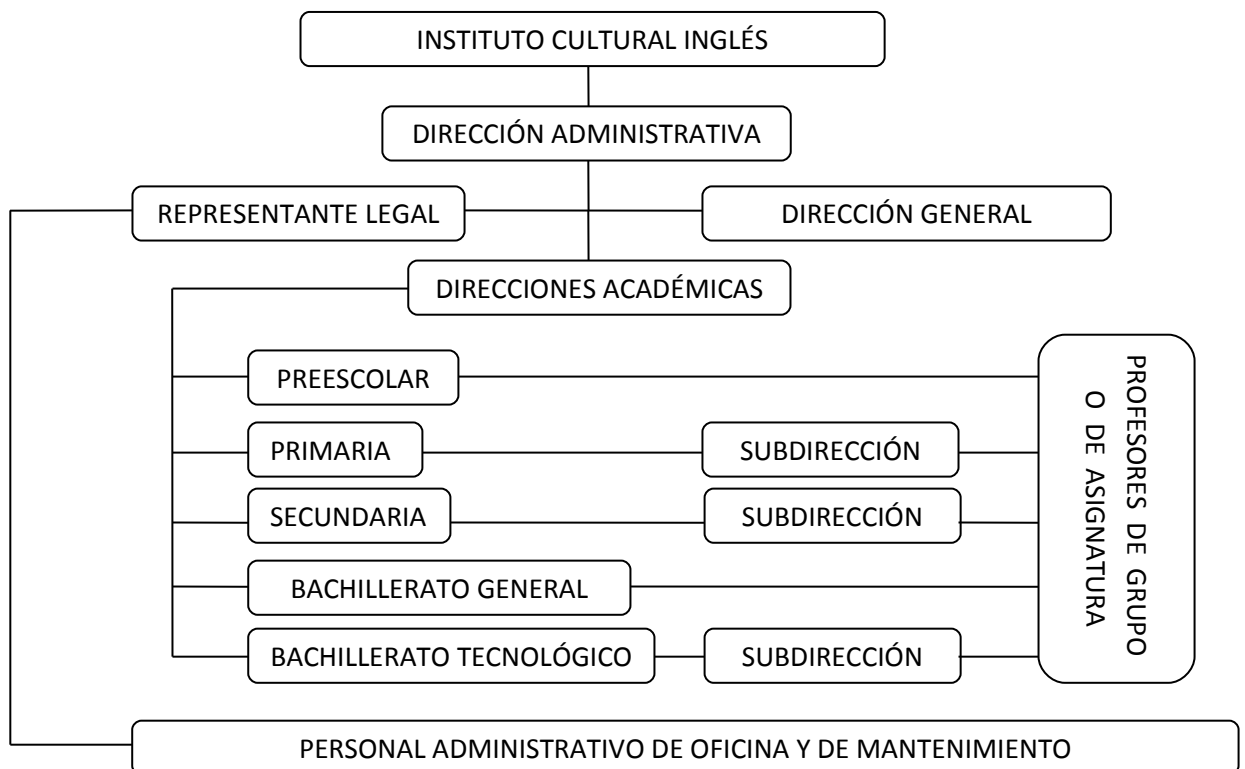 INSTITUTO CULTURAL INGLÉS
DIRECCIÓN ADMINISTRATIVA
REPRESENTANTE LEGAL
DIRECCIÓN GENERAL
DIRECCIONES ACADÉMICAS
PREESCOLAR
PRIMARIA
SUBDIRECCIÓN
SECUNDARIA
SUBDIRECCIÓN
BACHILLERATO GENERAL
BACHILLERATO TECNOLÓGICO
SUBDIRECCIÓN
PROFESORES DE GRUPO
O DE ASIGNATURA
PERSONAL ADMINISTRATIVO DE OFICINA Y DE MANTENIMIENTO